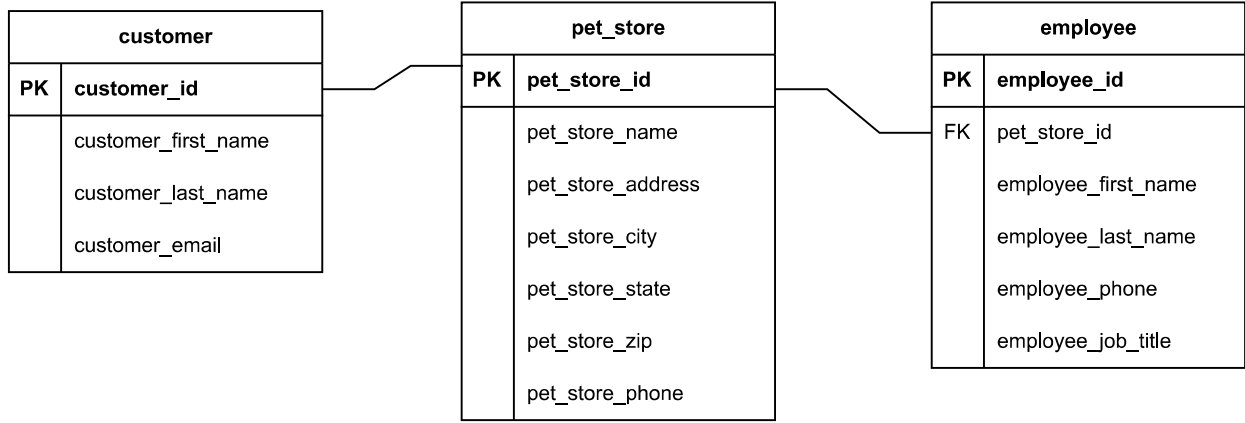 customer
PK customer_id
customer_first_name
customer_last_name
customer_email
pet_store
PK pet_store_id
pet_store_name
pet_store_address
pet_store_city
pet_store_state
pet_store_zip
pet_store_phone
employee
PK employee_id
FK pet_store_id
employee_first_name
employee_last_name
employee_phone
employee_job_title